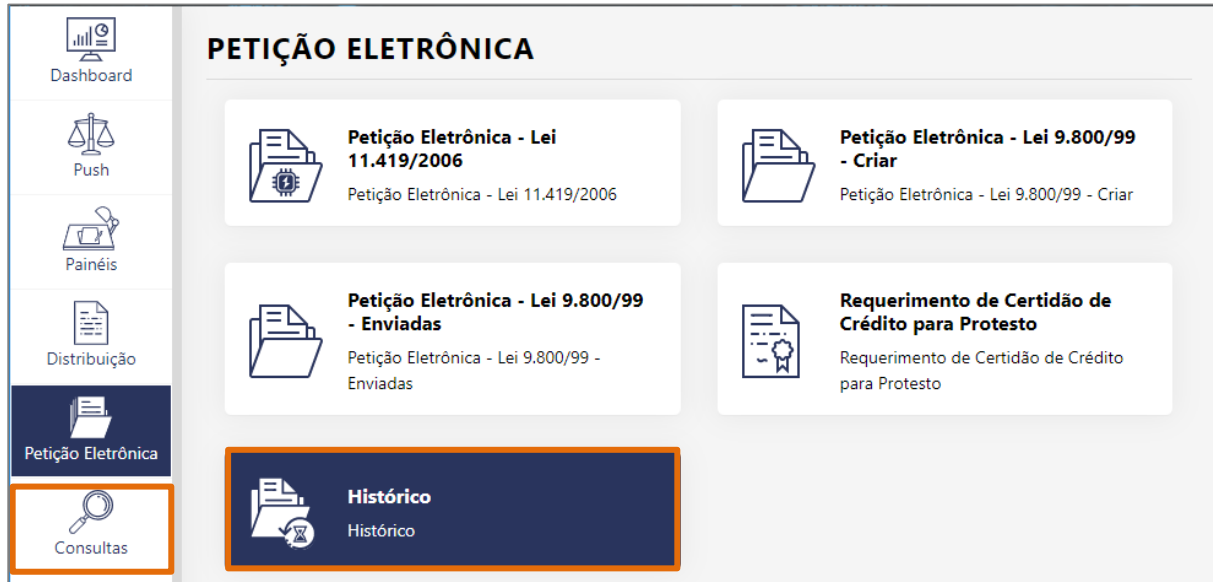 Dashboard
Push
Painéis
Distribuição
Petição Eletrônica
Consultas
PETIÇÃO ELETRÔNICA
Petição Eletrônica - Lei
11.419/2006
Petição Eletrônica - Lei 11.419/2006
Petição Eletrônica - Lei 9.800/99
- Criar
Petição Eletrônica - Lei 9.800/99 - Criar
Petição Eletrônica - Lei 9.800/99
- Enviadas
Petição Eletrônica - Lei 9.800/99 -
Enviadas
Requerimento de Certidão de
Crédito para Protesto
Requerimento de Certidão de Crédito
para Protesto
Histórico
Histórico